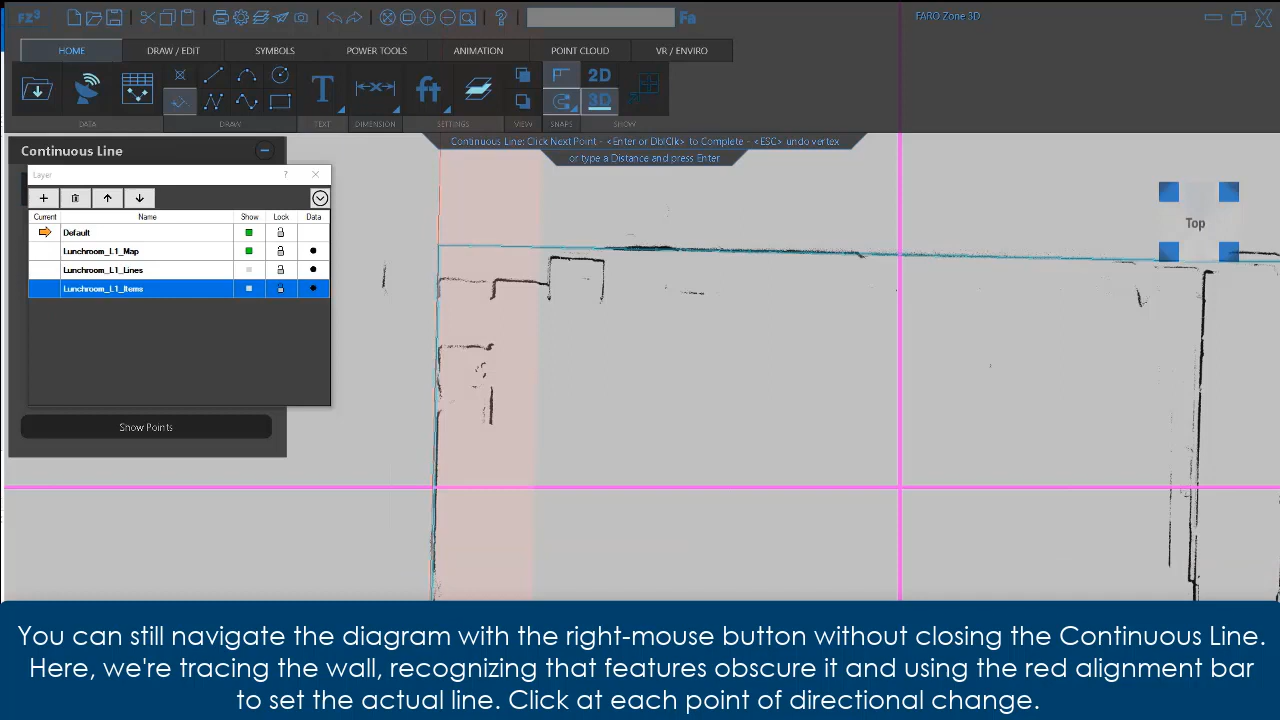 FZ3
Fa
FARO Zone 3D
HOME
DRAW / EDIT
SYMBOLS
POWER TOOLS
ANIMATION
POINT CLOUD
VR / ENVIRO
T
ft
2D
3D
DATA
DRAW
TEXT
DIMENSION
SETTINGS
VIEW
SNAPS
SHOW
Continuous Line: Click Next Point - <Enter or DblClk> to Complete - <ESC> undo vertex
or type a Distance and press Enter
Continuous Line
Layer
?
Current Name Show Lock Data
Default
Lunchroom_L1_Map
Lunchroom_L1_Lines
Lunchroom_L1_Items
Show Points
Top
You can still navigate the diagram with the right-mouse button without closing the Continuous Line.
Here, we're tracing the wall, recognizing that features obscure it and using the red alignment bar
to set the actual line. Click at each point of directional change.